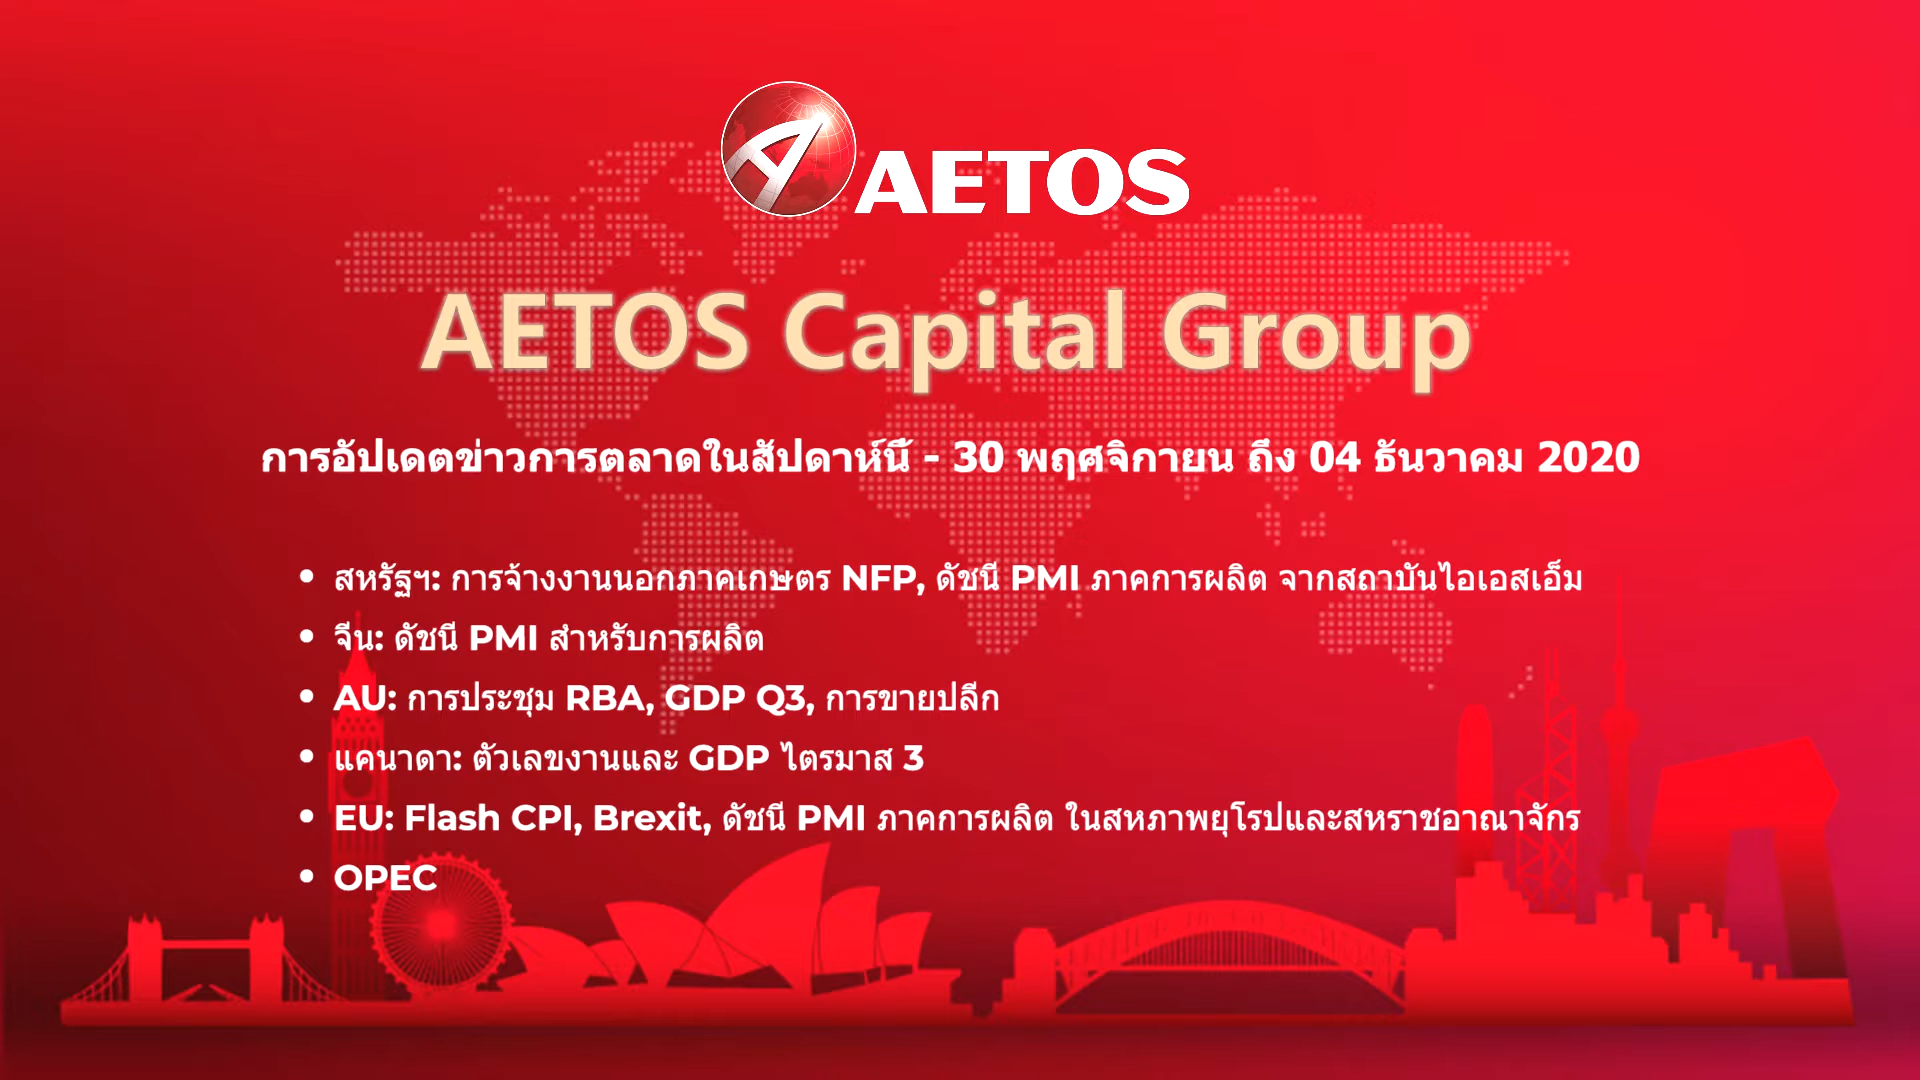 AETOS
AETOS Capital Group
การอัปเดตข่าวการตลาดในสัปดาห์นี้ - 30 พฤศจิกายน ถึง 04 ธันวาคม 2020
• สหรัฐฯ: การจ้างงานนอกภาคเกษตร NFP, ดัชนี PMI ภาคการผลิต จากสถาบันไอเอสเอ็ม
• จีน: ดัชนี PMI สำหรับการผลิต
• AU: การประชุม RBA, GDP Q3, การขายปลีก
• แคนาดา: ตัวเลขงานและ GDP ไตรมาส 3
• EU: Flash CPI, Brexit, ดัชนี PMI ภาคการผลิต ในสหภาพยุโรปและสหราชอาณาจักร
• OPEC